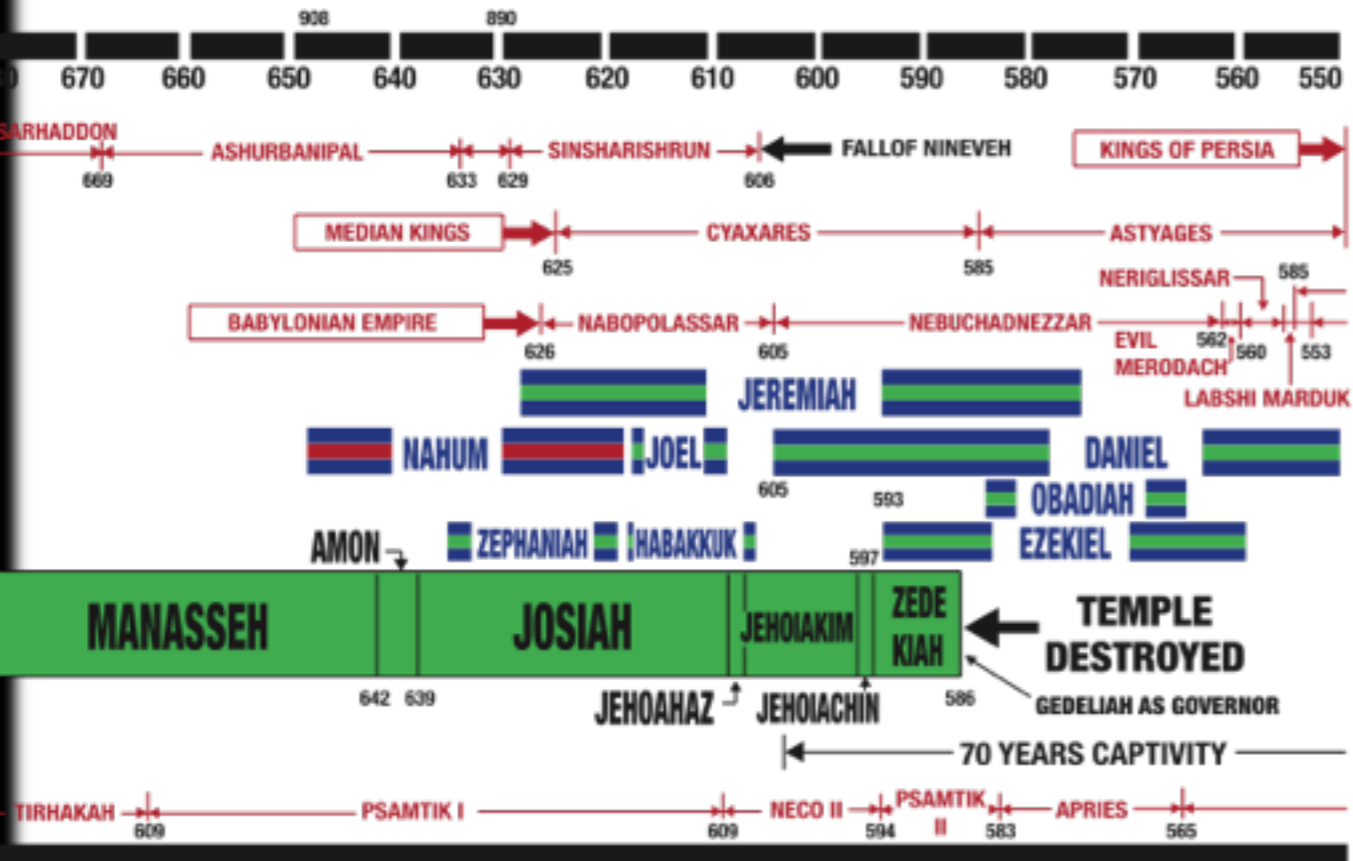 908 890
670 660 650 640 630 620 610 600 590 580 570 560 550
SARHADDON
ASHURBANIPAL SINSHARISHRUN FALLOF NINEVEH KINGS OF PERSIA
669 633 629 606
MEDIAN KINGS CYAXARES ASTYAGES
625 585
NERIGLISSAR 585
BABYLONIAN EMPIRE NABOPOLASSAR NEBUCHADNEZZAR
626 605 562 560 553
EVIL
MERODACH
LABSHI MARDUK
JEREMIAH
NAHUM JOEL DANIEL
605 593
OBADIAH
AMON ZEPHANIAH HABAKKUK EZEKIEL
597
MANASSEH JOSIAH JEHOIAKIM
ZEDE
KIAH
TEMPLE
DESTROYED
642 639 586
JEHOAHAZ JEHOIACHIN GEDELIAH AS GOVERNOR
70 YEARS CAPTIVITY
TIRHAKAH PSAMTIK I NECO II
PSAMTIK
II
APRIES
609 609 594 583 565